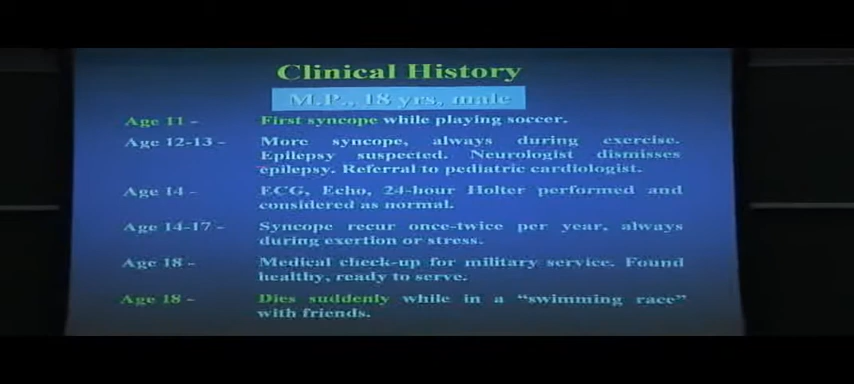 Clinical History
M.P., 18 yrs, male
Age 11 - First syncope while playing soccer.
Age 12-13 - More syncope, always during exercise.
Epilepsy suspected. Neurologist dismisses
epilepsy. Referral to pediatric cardiologist.
Age 14 - ECG, Echo, 24-hour Holter performed and
considered as normal.
Age 14-17 - Syncope recur once-twice per year, always
during exertion or stress.
Age 18 - Medical check-up for military service. Found
healthy, ready to serve.
Age 18 - Dies suddenly while in a “swimming race”
with friends.